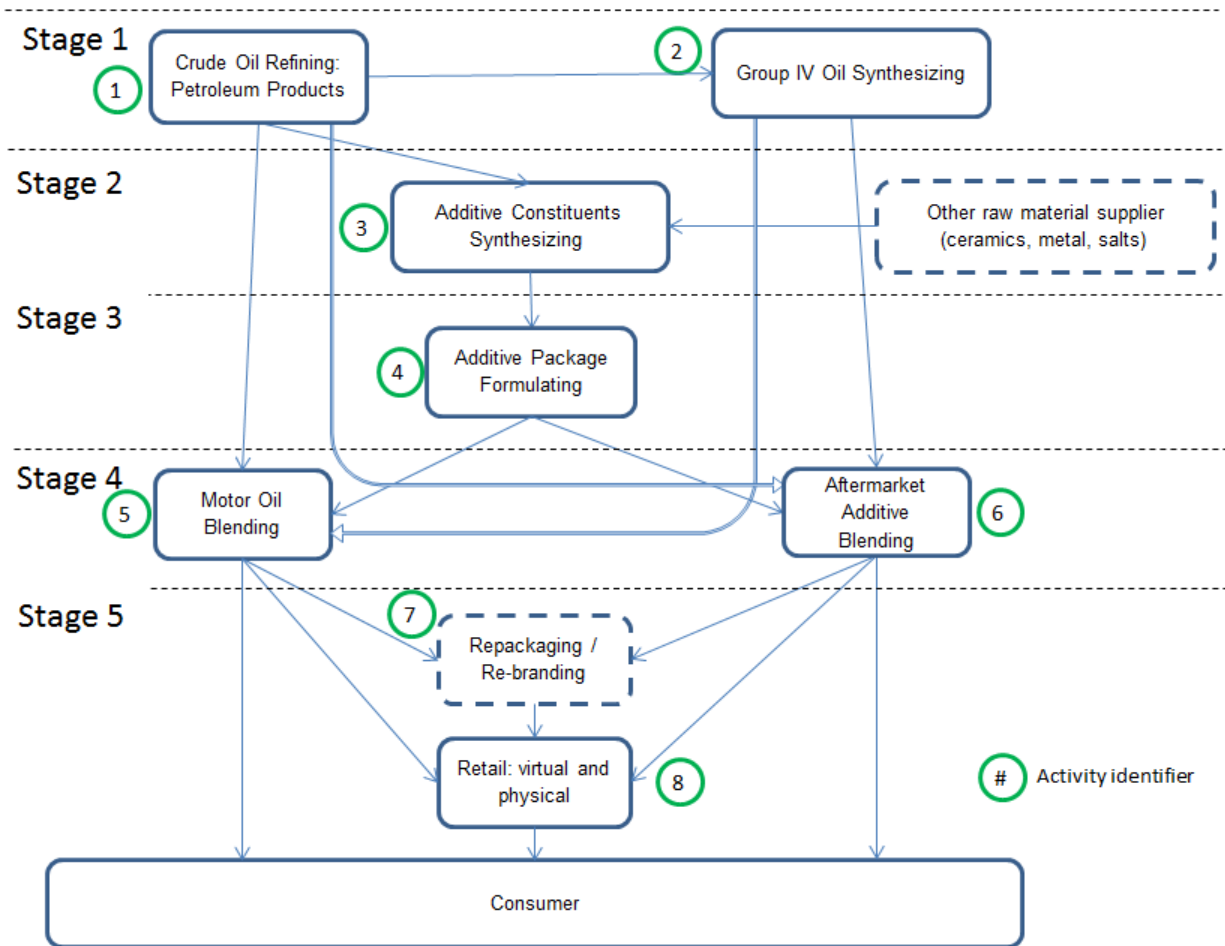 Stage 1
1
Crude Oil Refining:
Petroleum Products
2
Group IV Oil Synthesizing
Stage 2
3
Additive Constituents
Synthesizing
Other raw material supplier
(ceramics, metal, salts)
Stage 3
4
Additive Package
Formulating
Stage 4
5
Motor Oil
Blending
Aftermarket
Additive
Blending
6
Stage 5
7
Repackaging /
Re-branding
Retail: virtual and
physical
8
# Activity identifier
Consumer